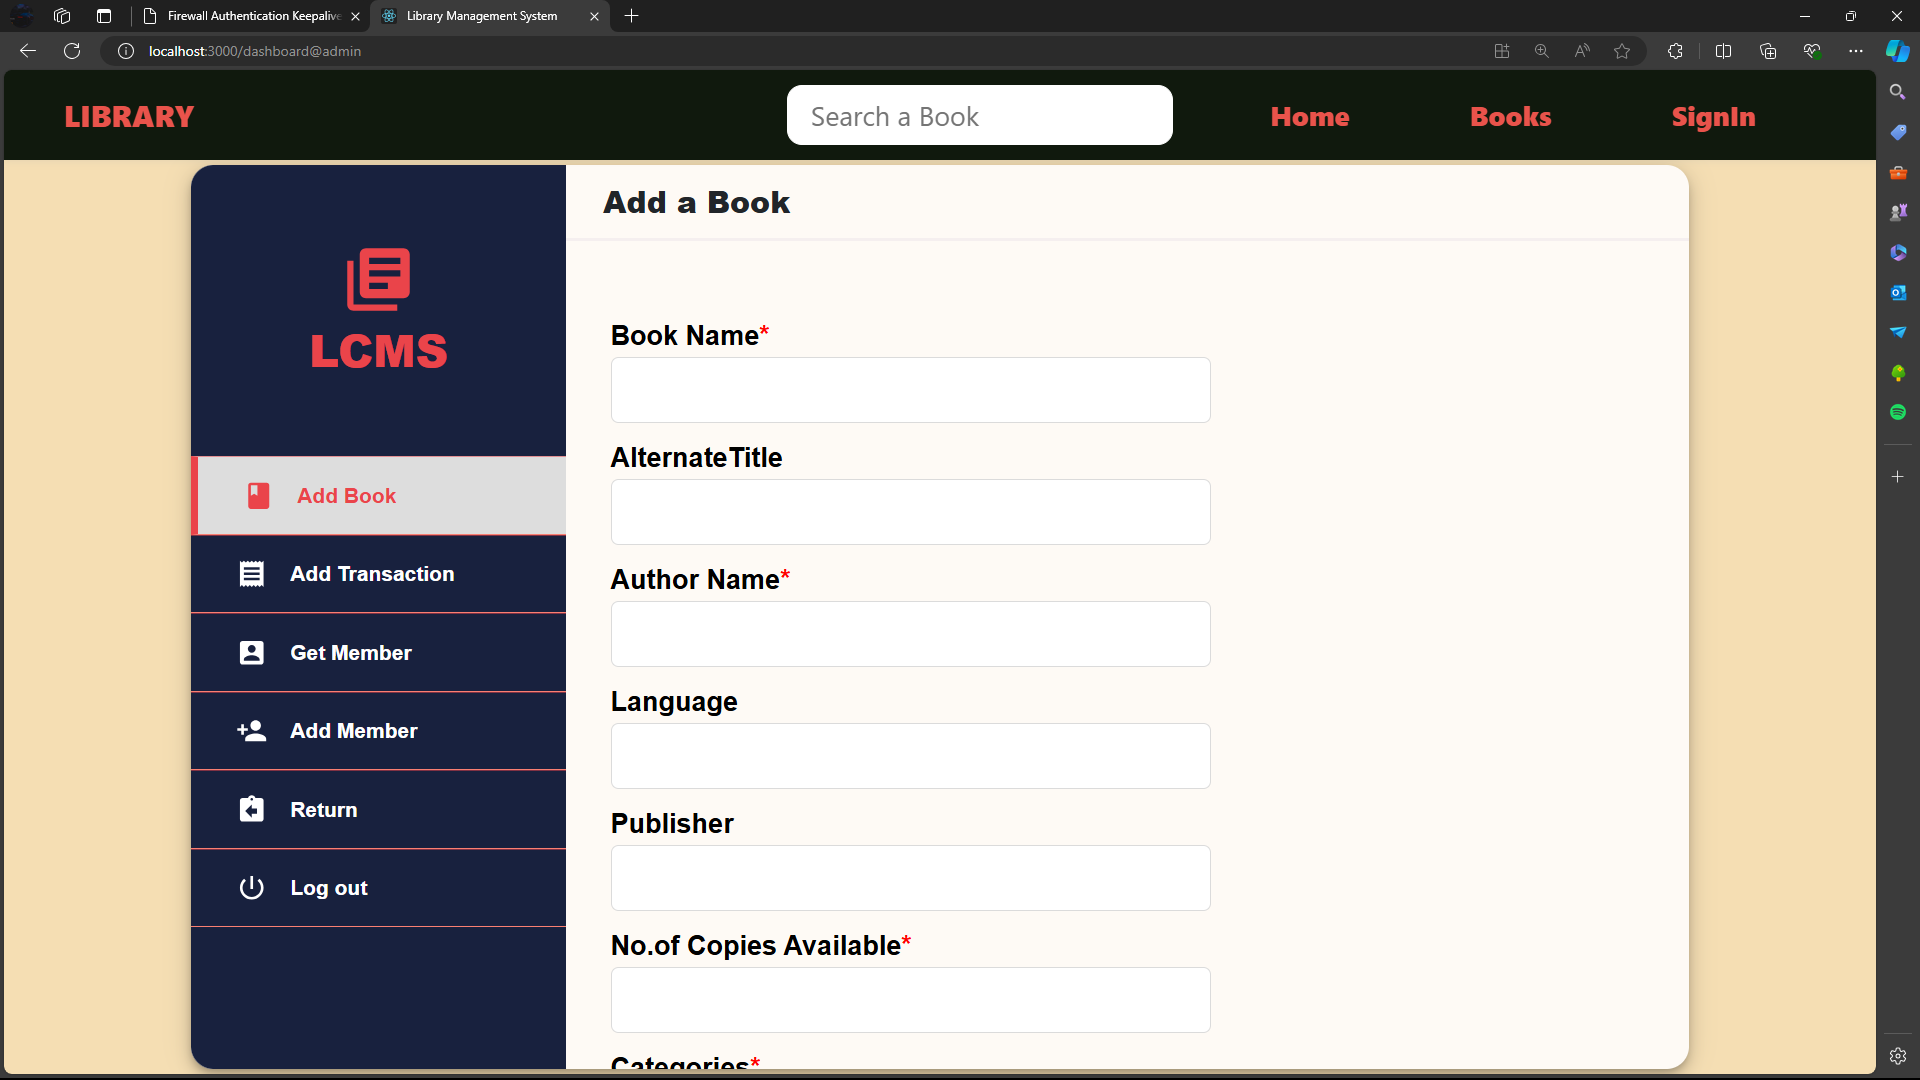 Firewall Authentication Keepalive
Library Management System
localhost:3000/dashboard@admin
LIBRARY
Search a Book
Home
Books
SignIn
LCMS
Add Book
Add Transaction
Get Member
Add Member
Return
Log out
Add a Book
Book Name*
AlternateTitle
Author Name*
Language
Publisher
No.of Copies Available*
Categories*